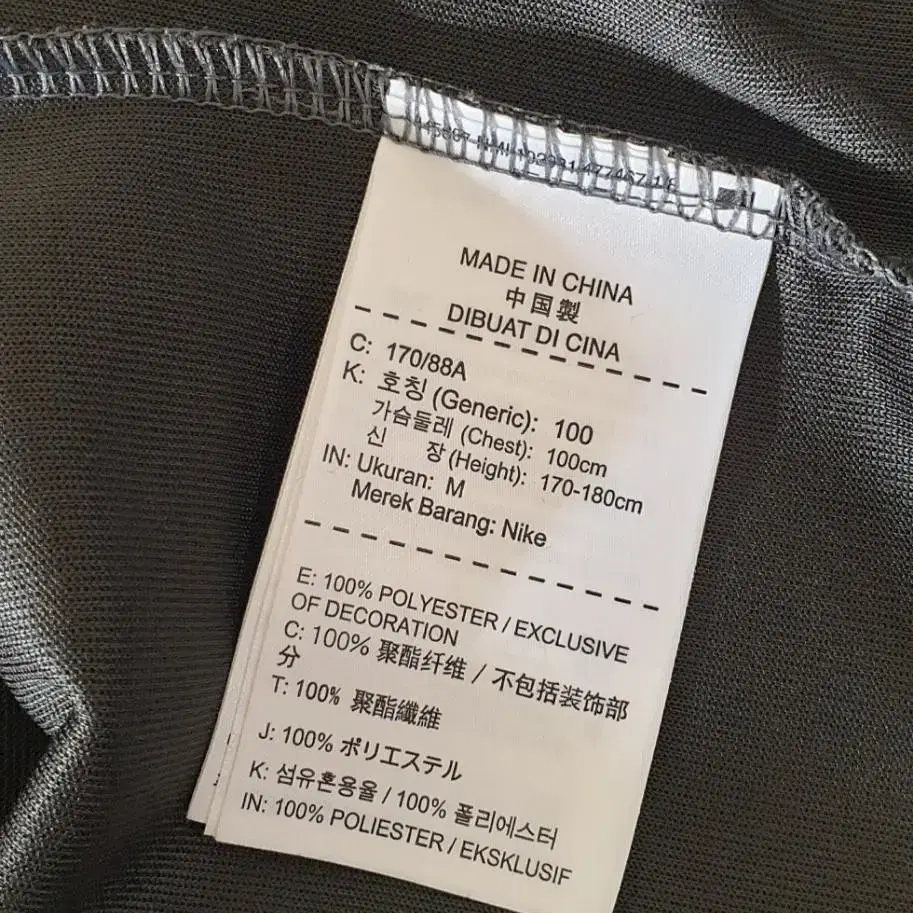 MADE IN CHINA
中国製
DIBUAT DI CINA
C: 170/88A
K: 호칭 (Generic): 100
가슴둘레 (Chest): 100cm
신 장 (Height): 170-180cm
IN: Ukuran: M
Merek Barang: Nike
E: 100% POLYESTER / EXCLUSIVE
OF DECORATION
C: 100% 聚酯纤维 / 不包括装饰部
分
T: 100% 聚酯纖維
J: 100% ポリエステル
K: 섬유혼용율 / 100% 폴리에스터
IN: 100% POLIESTER / EKSKLUSIF